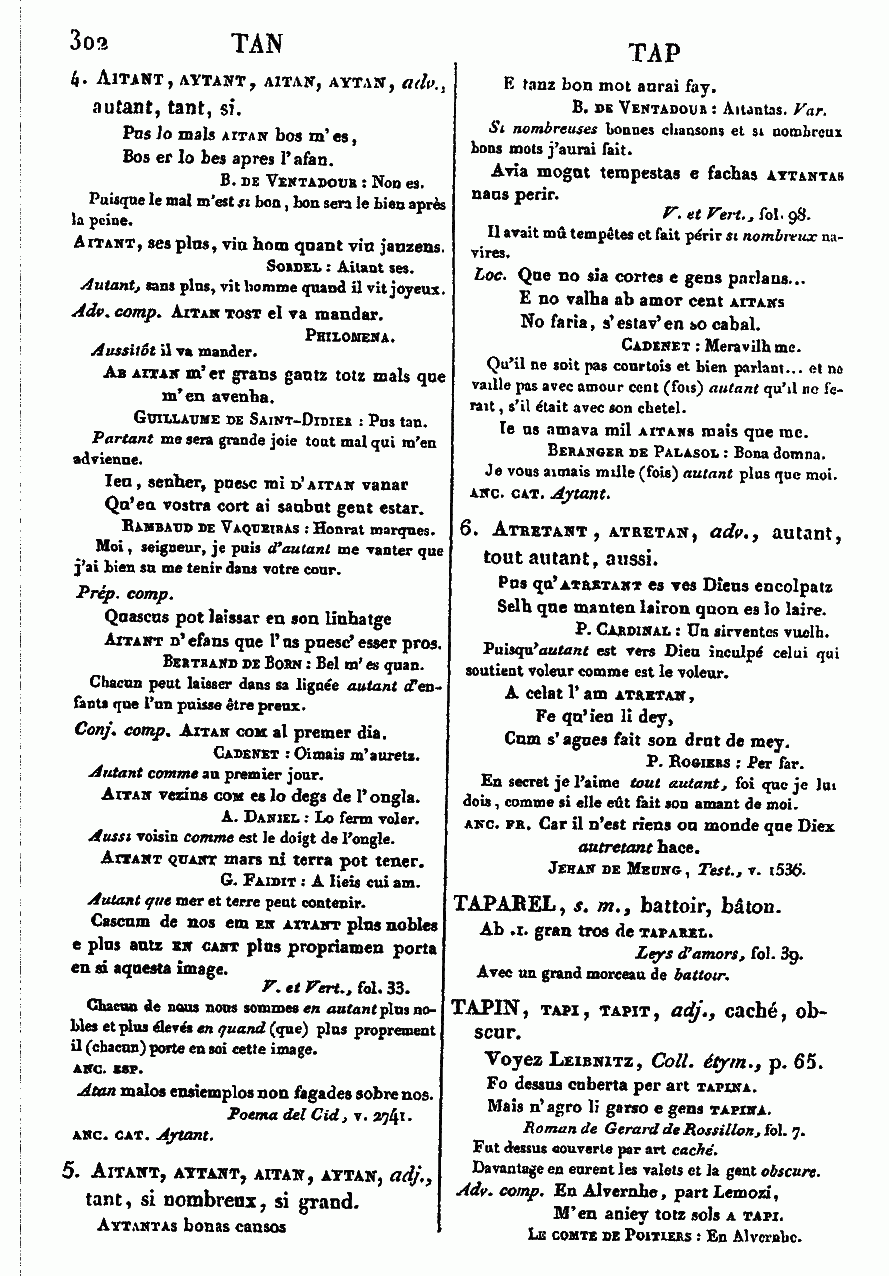 302 TAN
4. AITANT, AYTANT, AITAN, AYTAN, adv.,
autant, tant, si.
Pus lo mals AITAN bos m'es,
Bos er lo bes apres l'afan.
B. DE VENTADOUR : Non es.
Puisque le mal m'est si bon, bon sera le bien après
la peine.
AITANT, ses plus, viu hom quant viu jauzens.
SORDEL : Aitant ses.
Autant, sans plus, vit homme quand il vit joyeux.
Adv. comp. AITAN TOST el va mandar.
PHILOMENA.
Aussitôt il va mander.
AB AITAN m'er grans gautz totz mals que
m'en avenha.
GUILLAUME DE SAINT-DIDIER : Pus tan.
Partant me sera grande joie tout mal qui m'en
advienne.
Ieu, senher, puesc mi D'AITAN vanar
Qu'en vostra cort ai saubut gent estar.
RAMBAUD DE VAQUEIRAS : Honrat marques.
Moi, seigneur, je puis d'autant me vanter que
j'ai bien su me tenir dans votre cour.
Prép. comp.
Quascus pot laissar en son linhatge
AITANT D'efans que l'us puesc'esser pros.
BERTRAND DE BORN : Bel m'es quan.
Chacun peut laisser dans sa lignée autant d'en-
fants que l'un puisse être preux.
Conj. comp. AITAN COM al premer dia.
CADENET : Oimais m'auretz.
Autant comme au premier jour.
AITAN vezins COM es lo degs de l'ongla.
A. DANIEL : Lo ferm voler.
Aussi voisin comme est le doigt de l'ongle.
AITANT QUANT mars ni terra pot tener.
G. FAIDIT : A lieis cui am.
Autant que mer et terre peut contenir.
Cascum de nos em EN AITANT plus nobles
e plus autz EN CANT plus propriamen porta
en si aquesta image.
V. et Vert., fol. 33.
Chacun de nous nous sommes en autant plus no-
bles et plus élevés en quand (que) plus proprement
il (chacun) porte en soi cette image.
ANC. ESP.
Atan malos ensiemplos non fagades sobre nos.
Poema del Cid, v. 2741.
ANC. CAT. Aytant.
5. AITANT, AYTANT, AITAN, AYTAN, adj.,
tant, si nombreux, si grand.
AYTANTAS bonas cansos
TAP
E tanz bon mot aurai fay.
B. DE VENTADOUR : Aitantas. Var.
Si nombreuses bonnes chansons et si nombreux
bons mots j'aurai fait.
Avia mogut tempestas e fachas AYTANTAS
naus perir.
V. et Vert., fol. 98.
Il avait mû tempêtes et fait périr si nombreux na-
vires.
Loc. Que no sia cortes e gens parlans...
E no valha ab amor cent AITANS
No faria, s'estav'en so cabal.
CADENET : Meravilh me.
Qu'il ne soit pas courtois et bien parlant... et ne
vaille pas avec amour cent (fois) autant qu'il ne fe-
rait, s'il était avec son chetel.
Ie us amava mil AITANS mais que me.
BERANGER DE PALASOL : Bona domna.
Je vous aimais mille (fois) autant plus que moi.
ANC. CAT. Aytant.
6. ATRETANT, ATRETAN, adv., autant,
tout autant, aussi.
Pus qu'ATRETANT es ves Dieus encolpatz
Selh que manten lairon quon es lo laire.
P. CARDINAL : Un sirventes vuelh.
Puisqu'autant est vers Dieu inculpé celui qui
soutient voleur comme est le voleur.
A celat l'am ATRETAN,
Fe qu'ieu li dey,
Cum s'agues fait son drut de mey.
P. ROGIERS : Per far.
En secret je l'aime tout autant, foi que je lui
dois, comme si elle eût fait son amant de moi.
ANC. FR. Car il n'est riens ou monde que Diex
autretant hace.
JEHAN DE MEUNG, Test., v. 1536.
TAPAREL, s. m., battoir, bâton.
Ab .I. gran tros de TAPAREL.
Leys d'amors, fol. 39.
Avec un grand morceau de battoir.
TAPIN, TAPI, TAPIT, adj., caché, ob-
scur.
Voyez LEIBNITZ, Coll. étym., p. 65.
Fo dessus cuberta per art TAPINA.
Mais n'agro li garso e gens TAPINA.
Roman de Gerard de Rossillon, fol. 7.
Fut dessus couverte par art caché.
Davantage en eurent les valets et la gent obscure.
Adv. comp. En Alvernhe, part Lemozi,
M'en aniey totz sols A TAPI.
LE COMTE DE POITIERS : En Alvernhe.